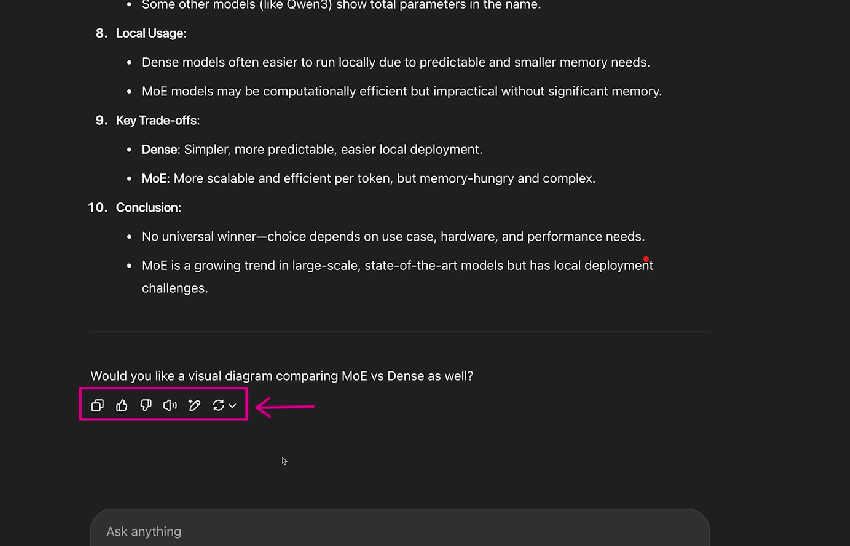 • Some other models (like Qwen3) show total parameters in the name.
8. Local Usage:
• Dense models often easier to run locally due to predictable and smaller memory needs.
• MoE models may be computationally efficient but impractical without significant memory.
9. Key Trade-offs:
• Dense: Simpler, more predictable, easier local deployment.
• MoE: More scalable and efficient per token, but memory-hungry and complex.
10. Conclusion:
• No universal winner—choice depends on use case, hardware, and performance needs.
• MoE is a growing trend in large-scale, state-of-the-art models but has local deployment
challenges.
Would you like a visual diagram comparing MoE vs Dense as well?
Ask anything